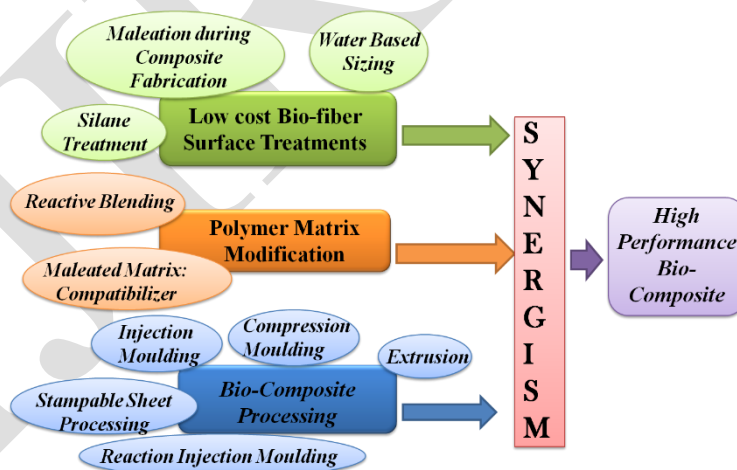 Maleation during
Composite
Fabrication
Water Based
Sizing
Silane
Treatment
Low cost Bio-fiber
Surface Treatments
Reactive Blending
Polymer Matrix
Modification
Maleated Matrix:
Compatibilizer
Injection
Moulding
Compression
Moulding
Extrusion
Stampable Sheet
Processing
Bio-Composite
Processing
Reaction Injection Moulding
S
Y
N
E
R
G
I
S
M
High
Performance
Bio-
Composite